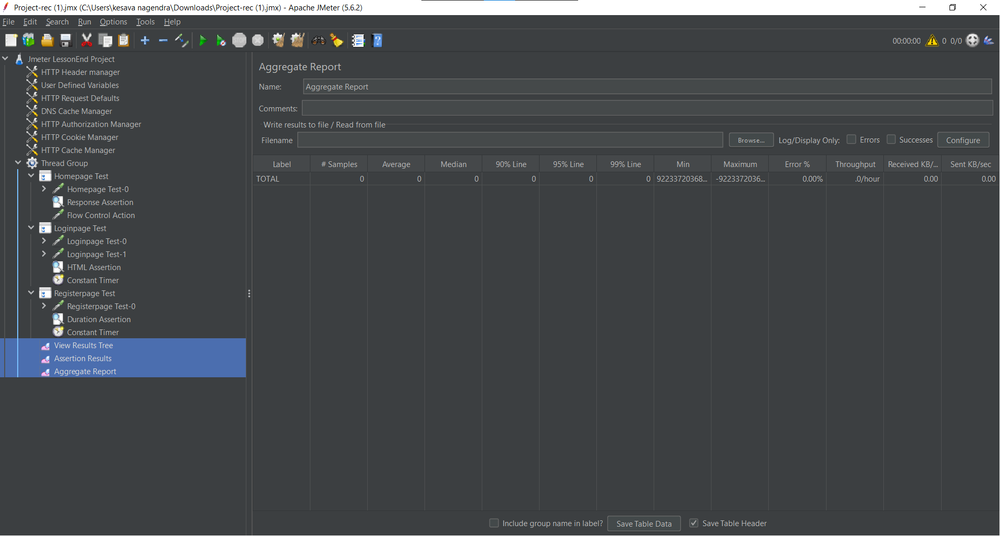 Project-rec (1).jmx (C:\Users\kesava nagendra\Downloads\Project-rec (1).jmx) - Apache JMeter (5.6.2)
File Edit Search Run Options Tools Help
STOP
00:00:00 0 0/0
Jmeter LessonEnd Project
HTTP Header manager
User Defined Variables
HTTP Request Defaults
DNS Cache Manager
HTTP Authorization Manager
HTTP Cookie Manager
HTTP Cache Manager
Thread Group
Homepage Test
Homepage Test-0
Response Assertion
Flow Control Action
Loginpage Test
Loginpage Test-0
Loginpage Test-1
HTML Assertion
Constant Timer
Registerpage Test
Registerpage Test-0
Duration Assertion
Constant Timer
View Results Tree
Assertion Results
Aggregate Report
Aggregate Report
Name: Aggregate Report
Comments:
Write results to file / Read from file
Filename Browse... Log/Display Only: Errors Successes Configure
Label # Samples Average Median 90% Line 95% Line 99% Line Min Maximum Error % Throughput Received KB/... Sent KB/sec
TOTAL 0 0 0 0 0 0 92233720368... -9223372036... 0.00% .0/hour 0.00 0.00
Include group name in label? Save Table Data Save Table Header